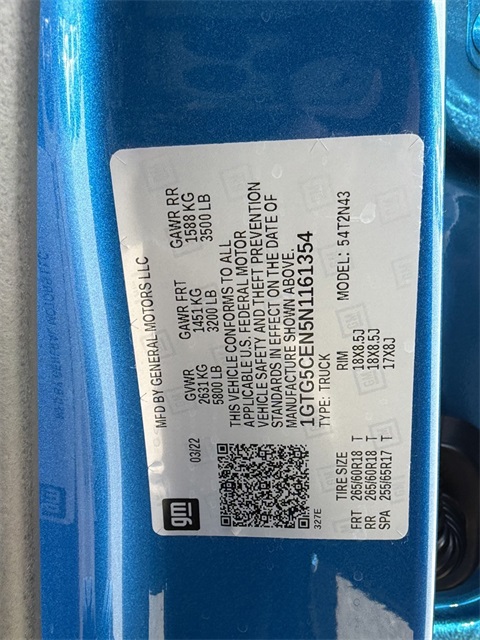 MFD BY GENERAL MOTORS LLC
gm
03/22
GVWR
2631 KG
5800 LB
GAWR FRT
1451 KG
3200 LB
GAWR RR
1588 KG
3500 LB
THIS VEHICLE CONFORMS TO ALL
APPLICABLE U.S. FEDERAL MOTOR
VEHICLE SAFETY AND THEFT PREVENTION
STANDARDS IN EFFECT ON THE DATE OF
MANUFACTURE SHOWN ABOVE.
1GTG5CEN5N1161354
TYPE: TRUCK
MODEL: 54T2N43
327E
TIRE SIZE RIM
FRT 265/60R18 T 18X8.5J
RR 265/60R18 T 18X8.5J
SPA 255/65R17 T 17X8J